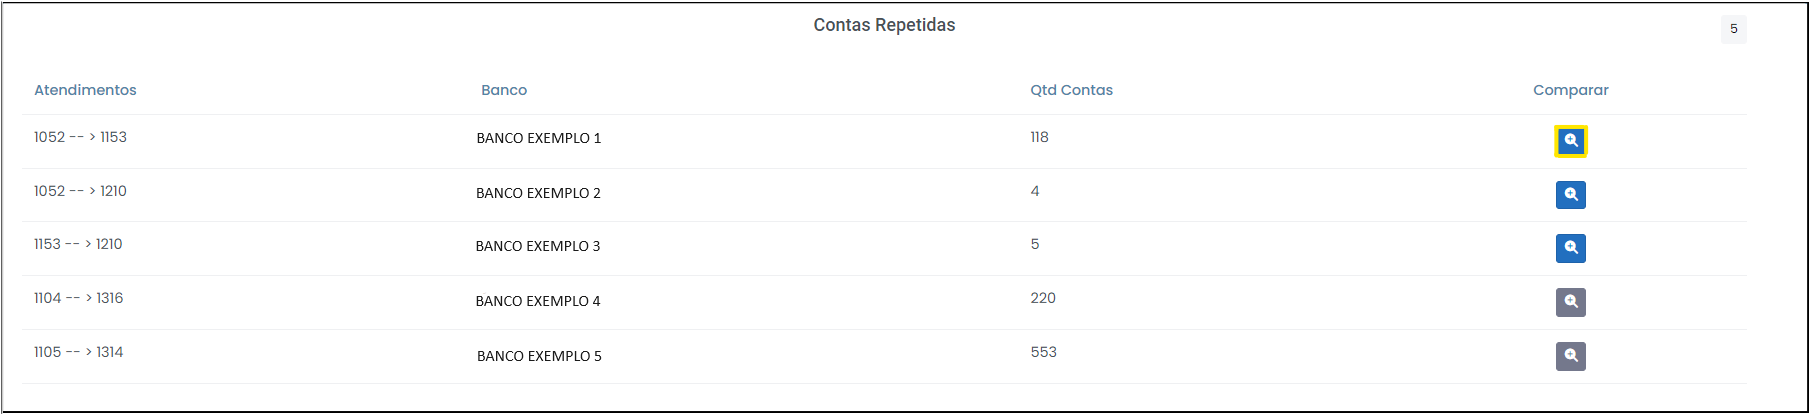 Contas Repetidas 5
Atendimentos Banco Qtd Contas Comparar
1052 -- > 1153 BANCO EXEMPLO 1 118
1052 -- > 1210 BANCO EXEMPLO 2 4
1153 -- > 1210 BANCO EXEMPLO 3 5
1104 -- > 1316 BANCO EXEMPLO 4 220
1105 -- > 1314 BANCO EXEMPLO 5 553